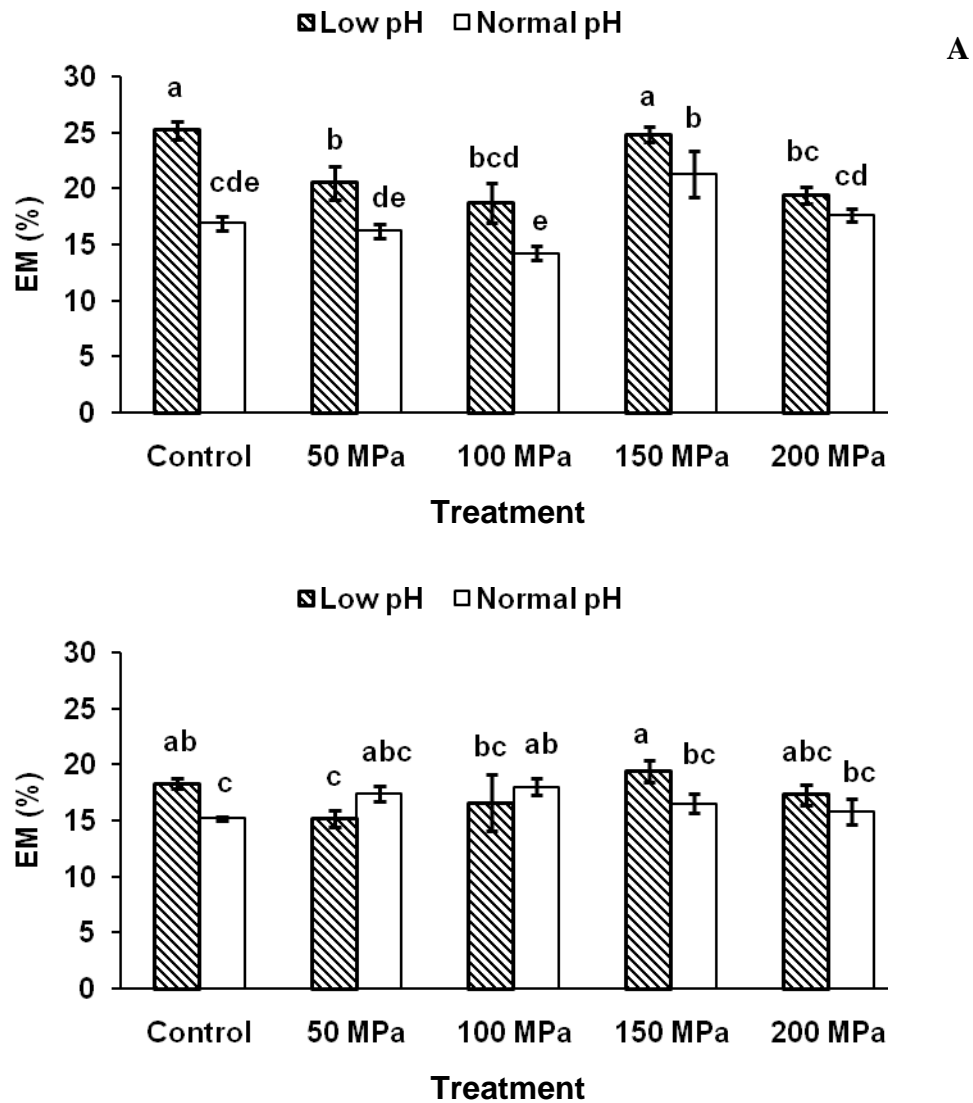 Low pH Normal pH
A
30
a a
25
b b
bcd bc
cde cd
20
de
e
15
10
5
0
EM (%)
Control 50 MPa 100 MPa 150 MPa 200 MPa
Treatment
Low pH Normal pH
30
25
a
ab abc bc ab abc
20
c c bc bc
15
10
5
0
EM (%)
Control 50 MPa 100 MPa 150 MPa 200 MPa
Treatment